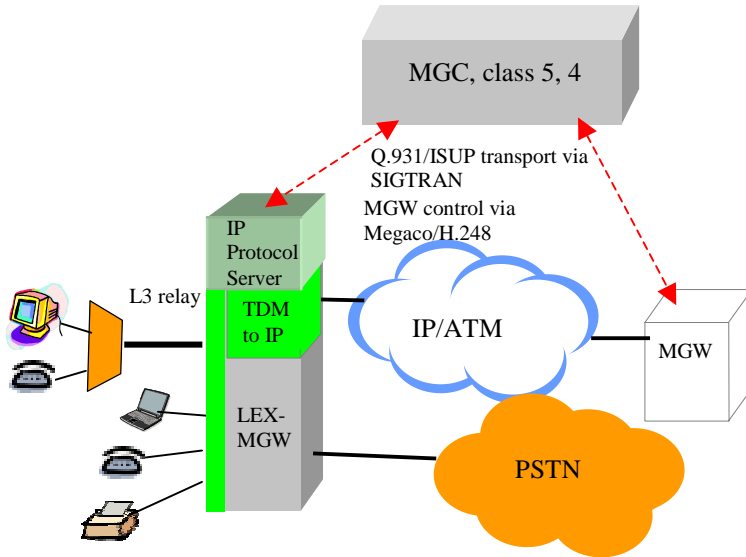 MGC, class 5, 4
Q.931/ISUP transport via
SIGTRAN
MGW control via
Megaco/H.248
IP
Protocol
Server
L3 relay
TDM
to IP
IP/ATM
MGW
LEX-
MGW
PSTN